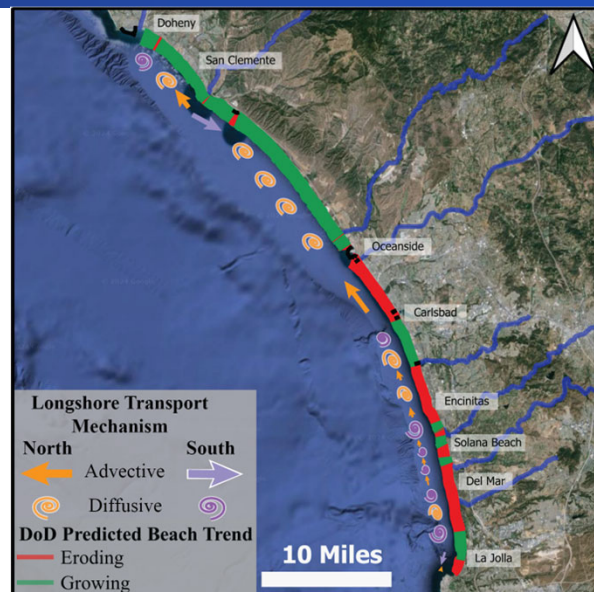 Doheny
San Clemente
Oceanside
Carlsbad
Encinitas
Solana Beach
Del Mar
La Jolla
Longshore Transport
Mechanism
North South
Advective
Diffusive
DoD Predicted Beach Trend
Eroding
Growing
10 Miles